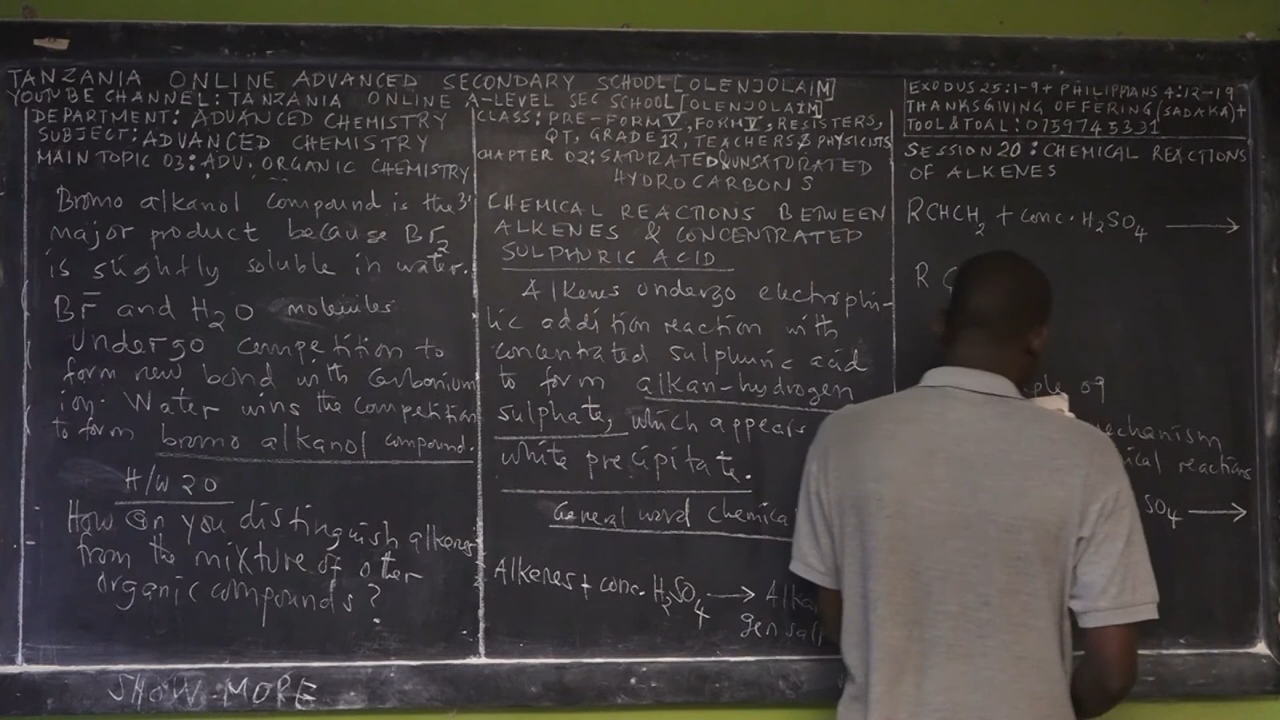 TANZANIA ONLINE ADVANCED SECONDARY SCHOOL[OLENJOLAIM]
YOUTUBE CHANNEL: TANZANIA ONLINE A-LEVEL SEC SCHOOL[OLENJOLAIM]
DEPARTMENT: ADVANCED CHEMISTRY
SUBJECT: ADVANCED CHEMISTRY
MAIN TOPIC 03: ADV. ORGANIC CHEMISTRY
Bromo alkanol compound is the
major product because Br₂
is slightly soluble in water.
Br⁻ and H₂O molecules
undergo competition to
form new bond with Carbonium
ion. Water wins the competition
to form bromo alkanol compound.
H/W 20
How can you distinguish alkenes
from the mixture of other
organic compounds?
SHOW-MORE
CLASS: PRE-FORM V, FORM V, RESISTERS,
QT, GRADE 12, TEACHERS & PHYSICISTS
CHAPTER 02: SATURATED & UNSATURATED
HYDROCARBONS
CHEMICAL REACTIONS BETWEEN
ALKENES & CONCENTRATED
SULPHURIC ACID
Alkenes undergo electrophi-
lic addition reaction with
concentrated sulphuric acid
to form alkan-hydrogen
sulphate, which appears
white precipitate.
General word chemica
Alkenes + conc. H₂SO₄ → Alka
gen sul
EXODUS 25:1-9 + PHILIPPIANS 4:12-19
THANKSGIVING OFFERING (SADAKA) +
TOOL & TOAL: 0759745331
SESSION 20: CHEMICAL REACTIONS
OF ALKENES
RCHCH₂ + conc. H₂SO₄ →
R C
ple of
mechanism
ical reactions
SO₄ →